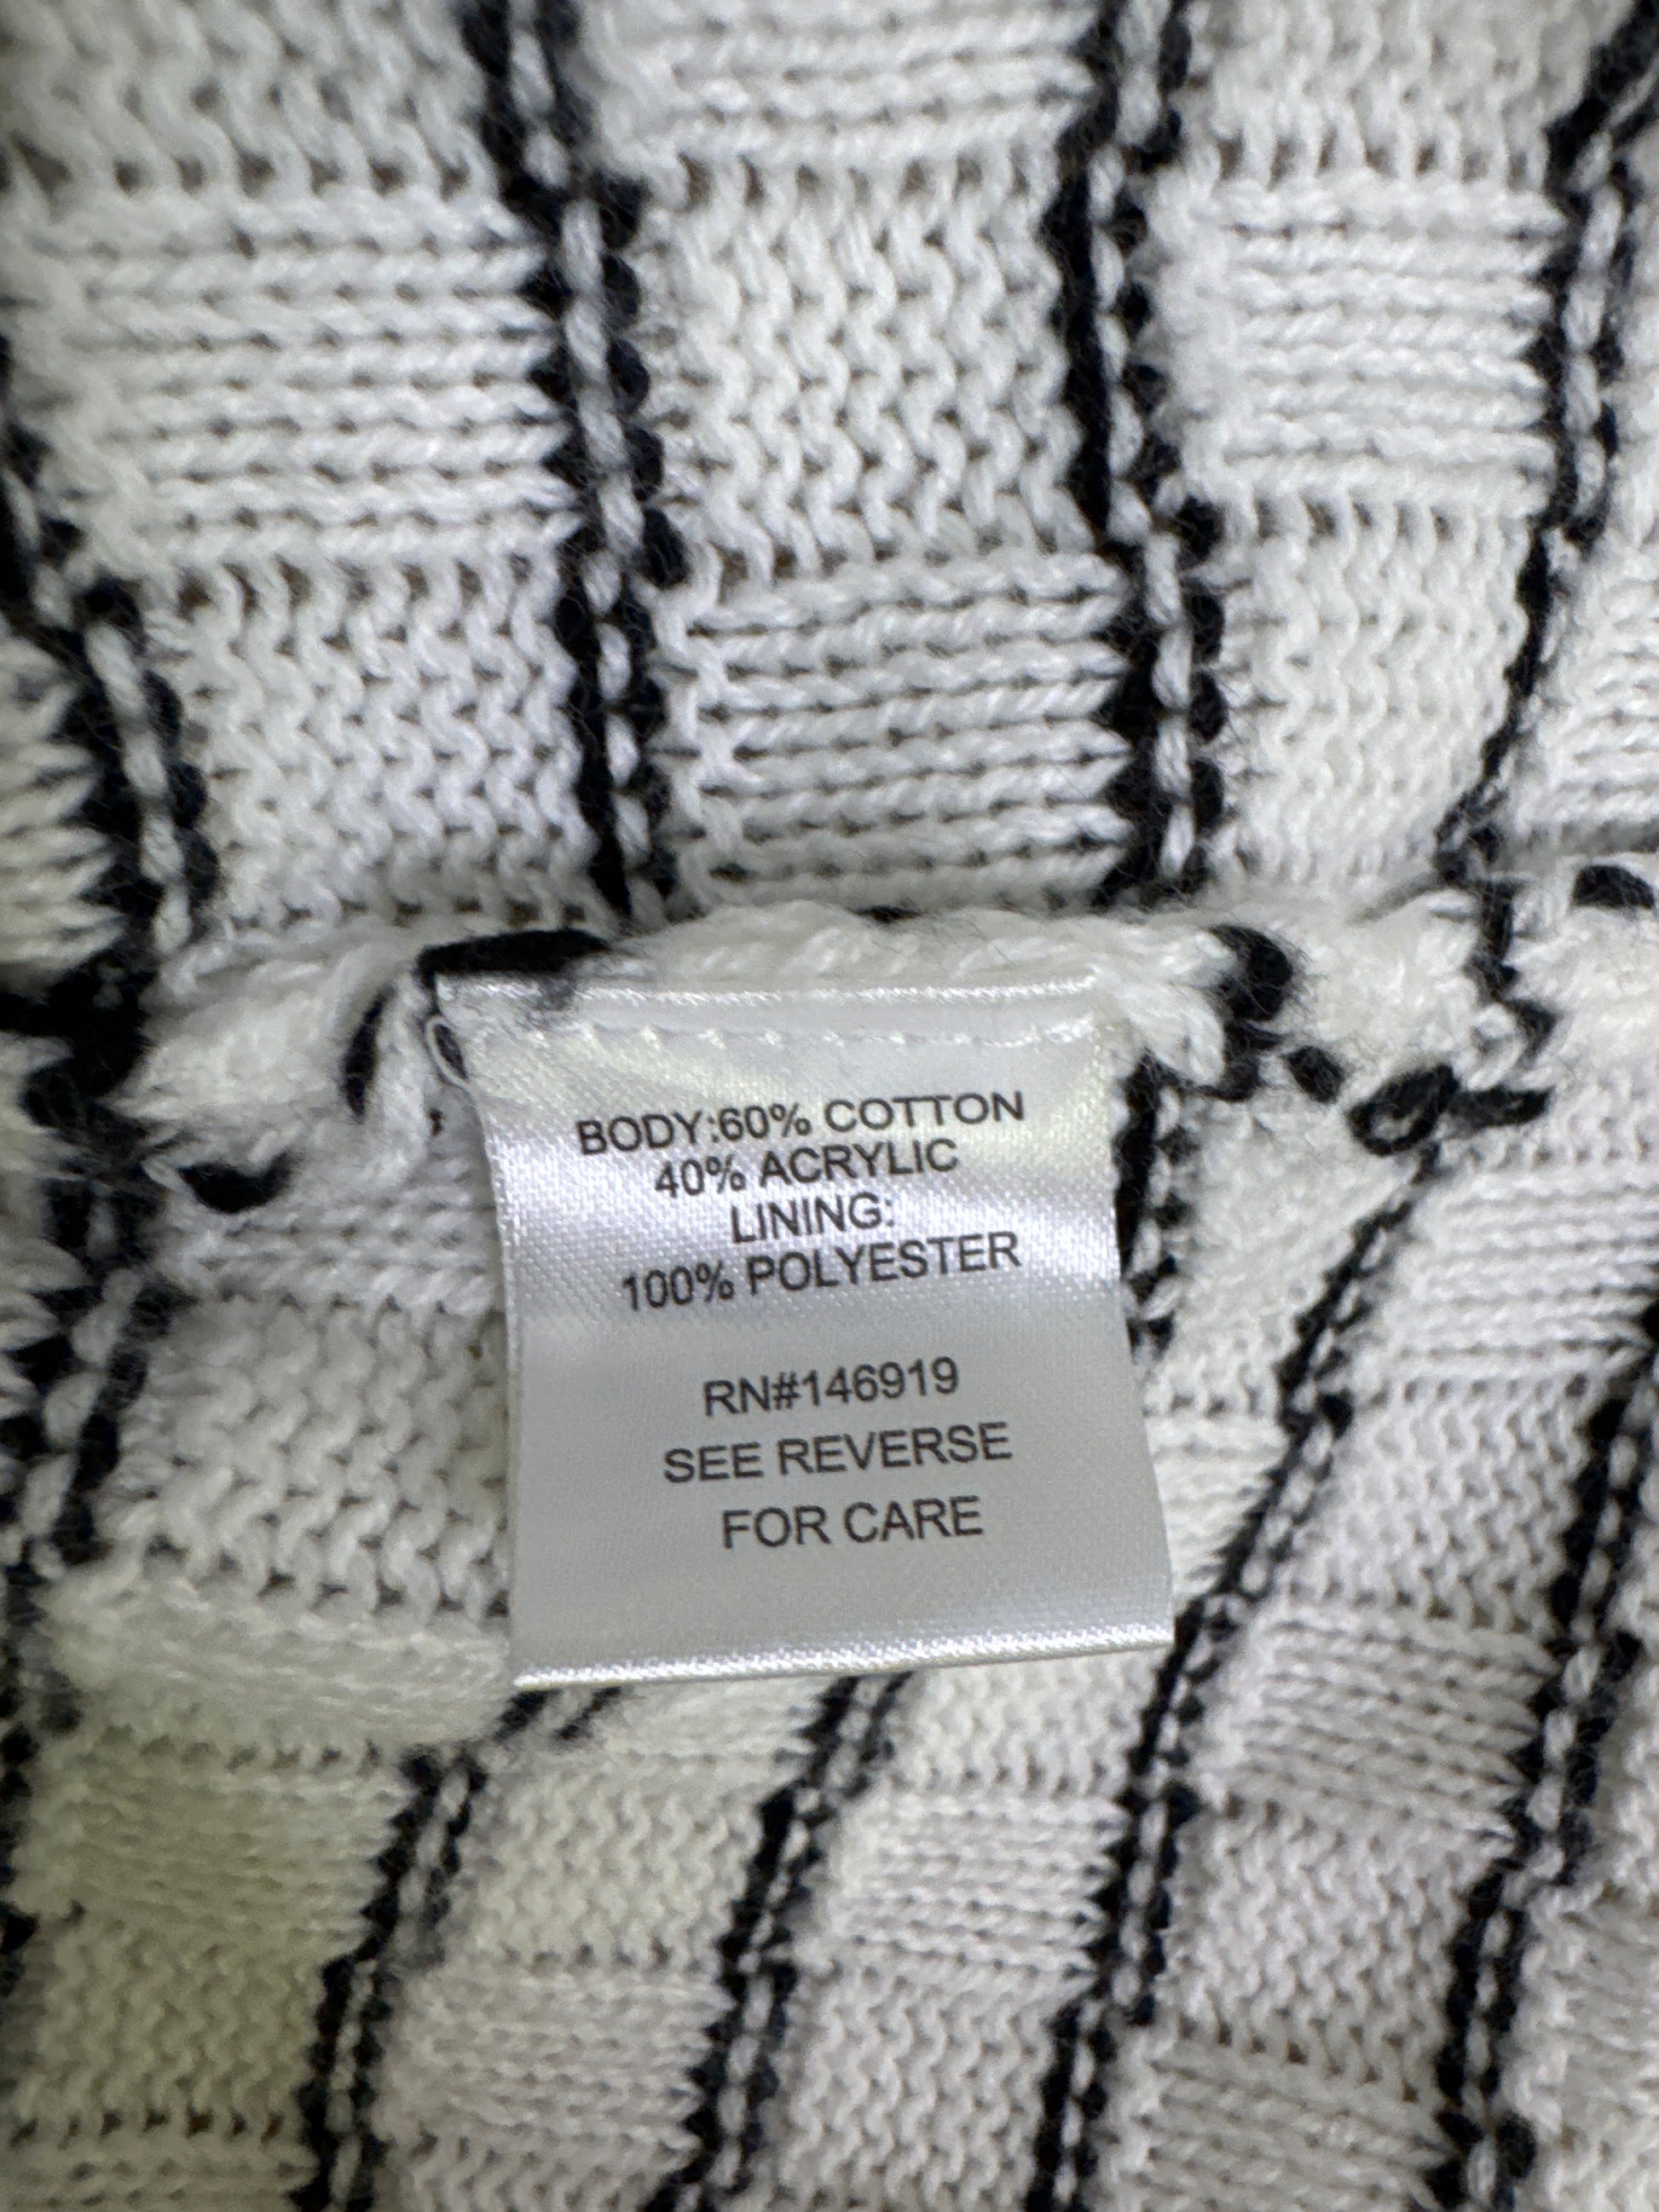 BODY:60% COTTON
40% ACRYLIC
LINING:
100% POLYESTER
RN#146919
SEE REVERSE
FOR CARE